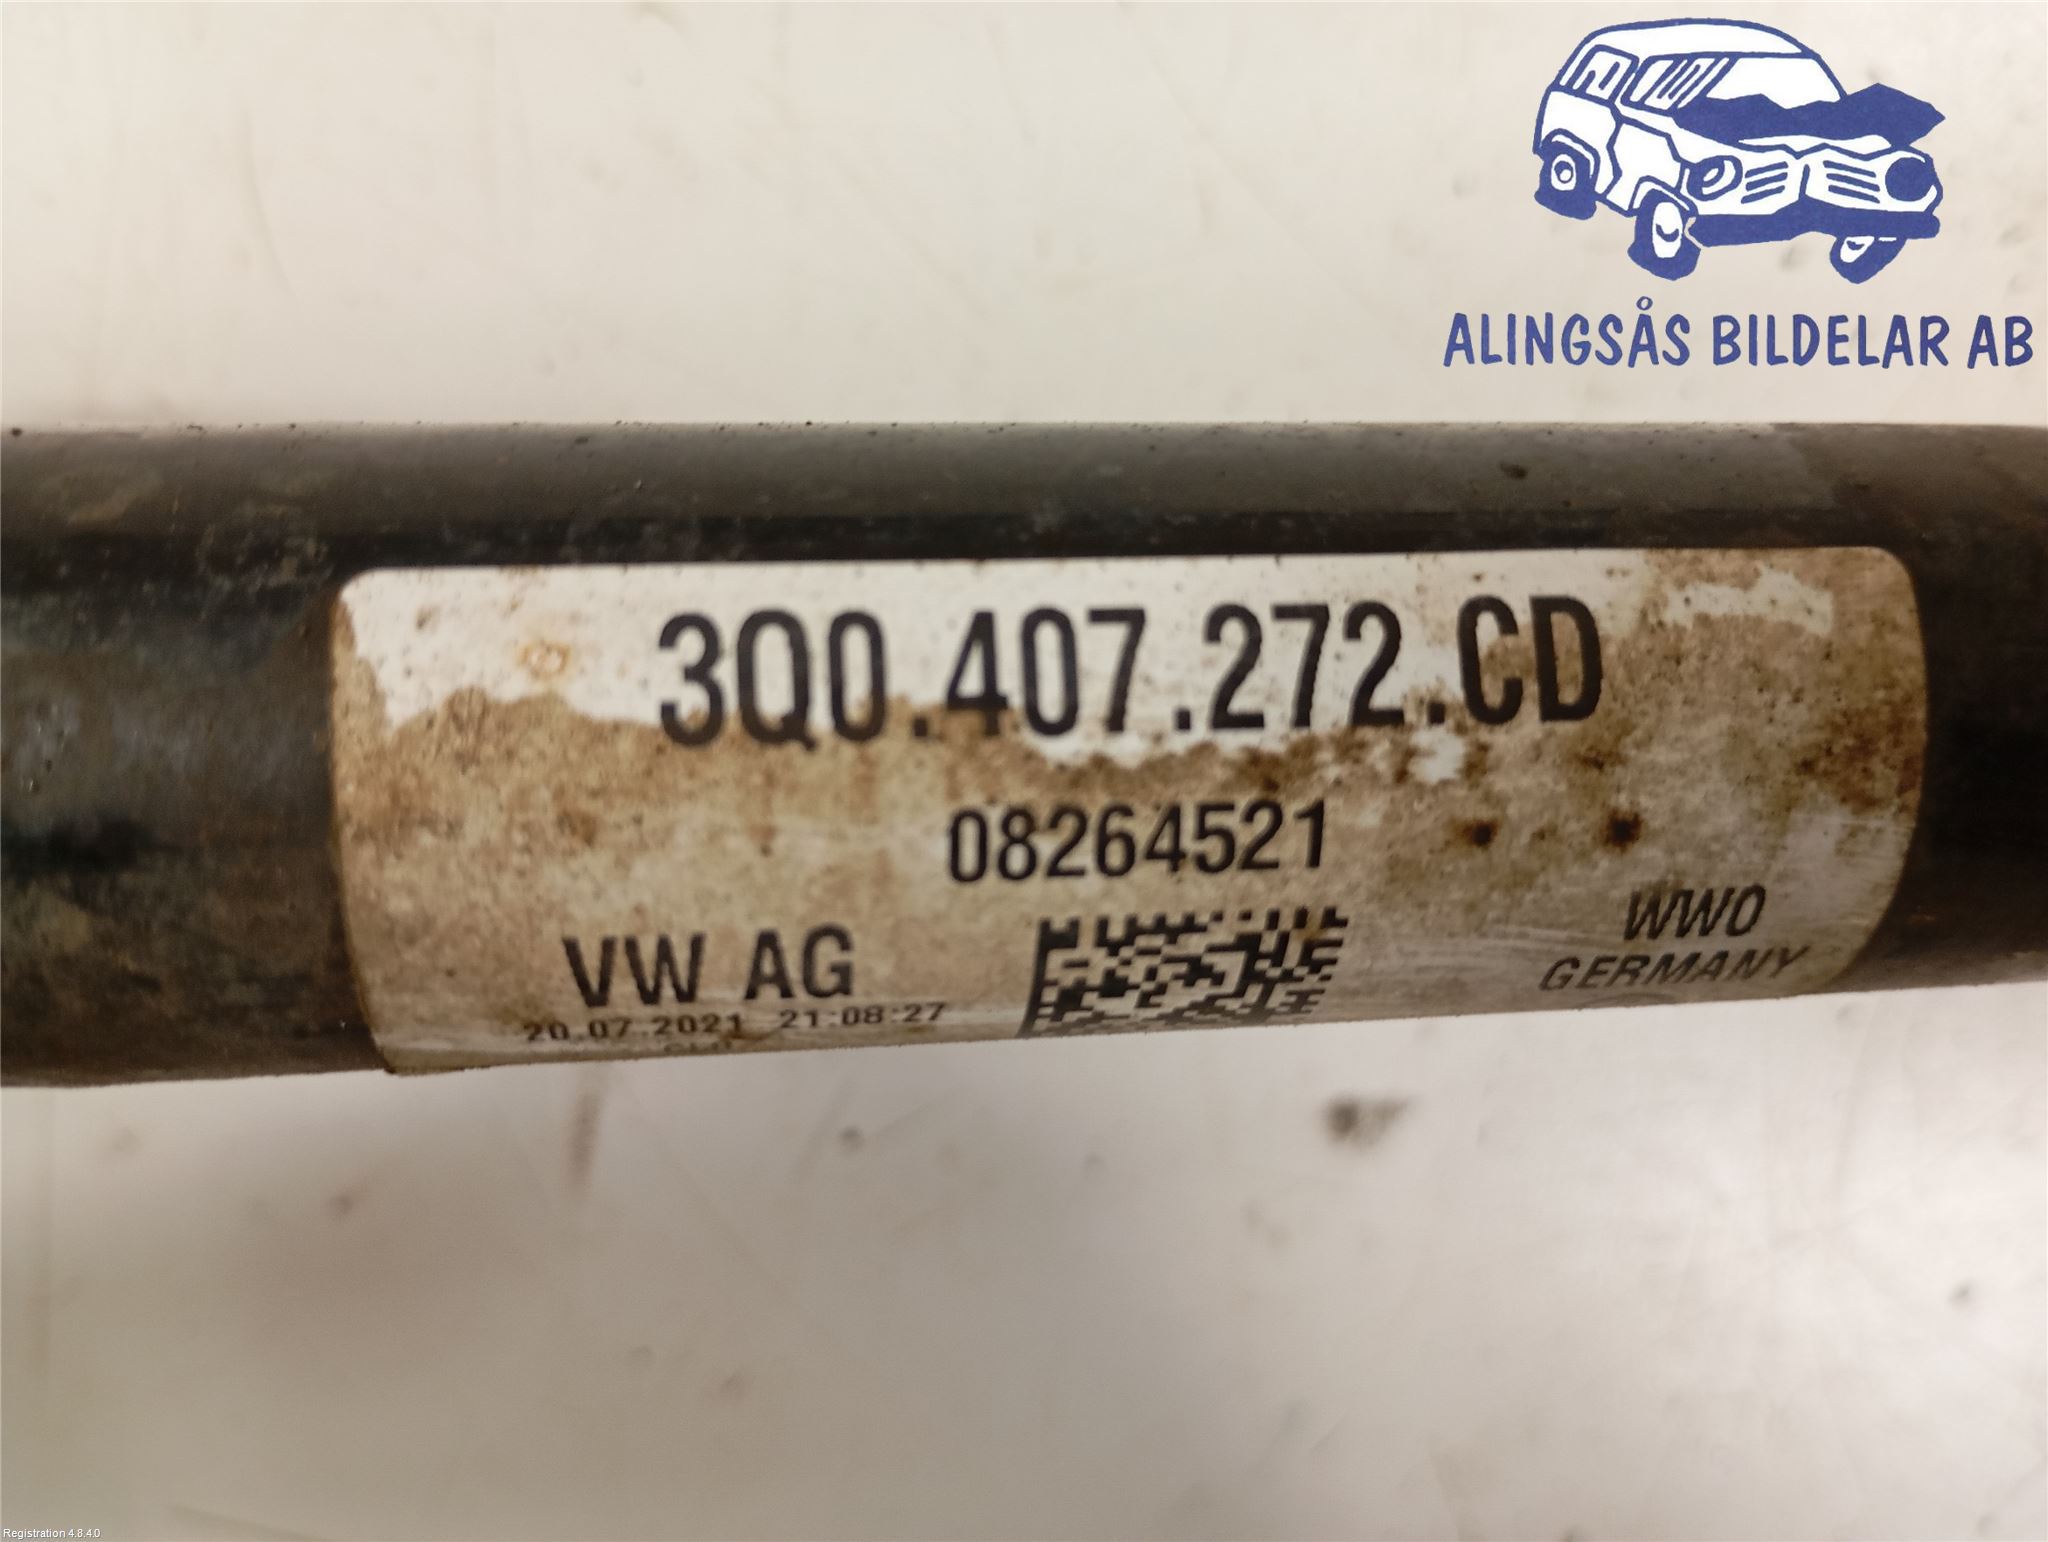 ALINGSÅS BILDELAR AB
3Q0.407.272.CD
08264521
VW AG
20.07.2021 21:08:27
WWO
GERMANY
Registration 4.8.4.0